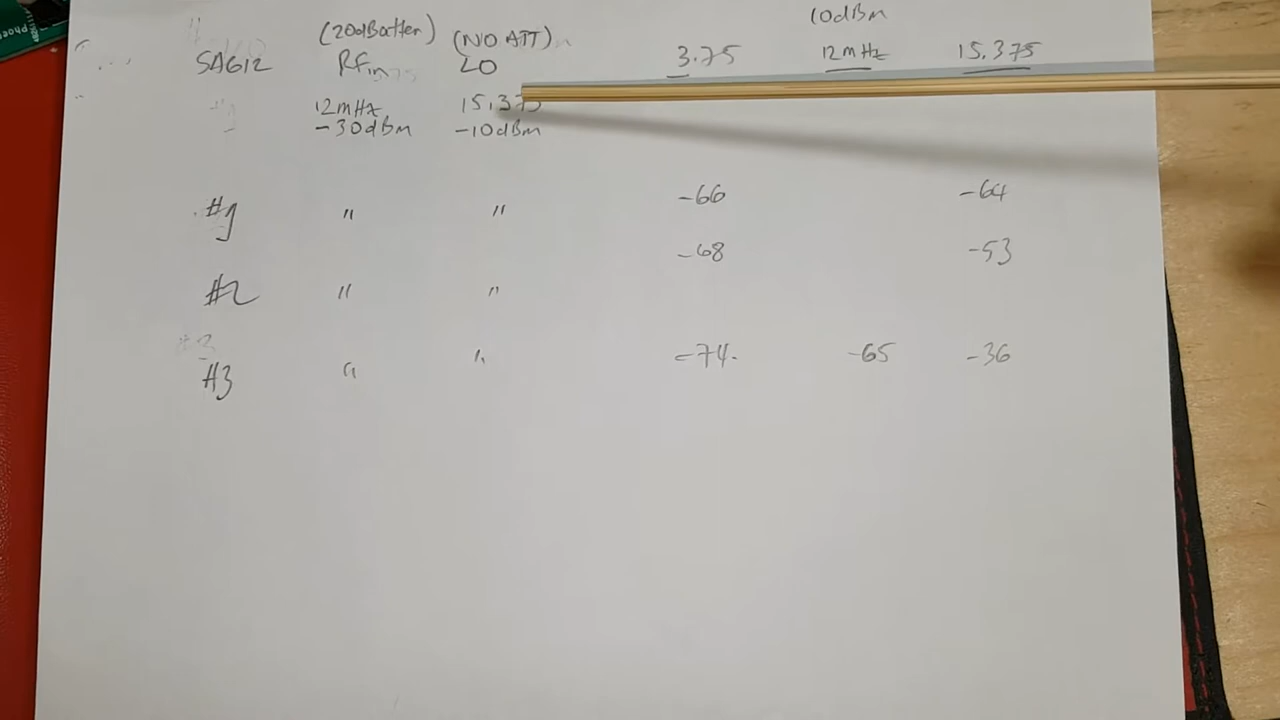 10dBm
(20dBatten) (NO ATT)
SA612 RFin LO 3.75 12mHz 15.375
12mHz 15.375
-30dBm -10dBm
#1 " " -66 -64
-68 -53
#2 " "
#3 " " -74. -65 -36